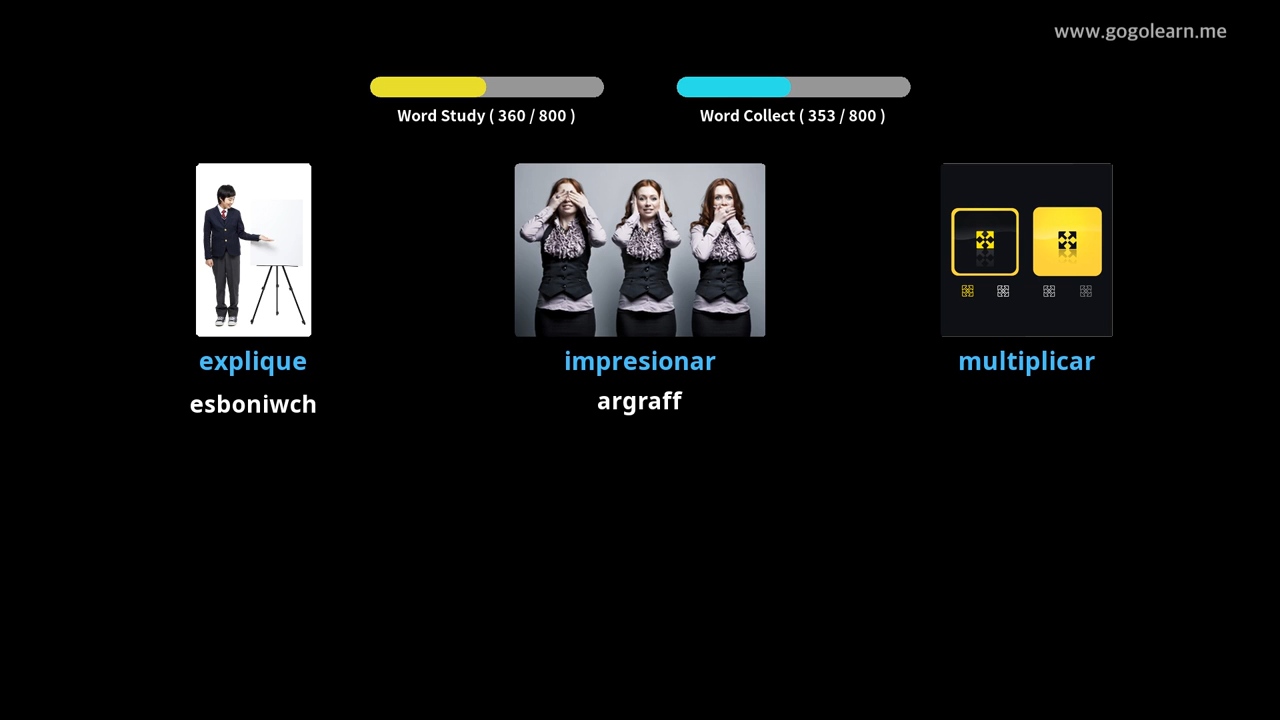 www.gogolearn.me
Word Study ( 360 / 800 )
Word Collect ( 353 / 800 )
explique
impresionar
multiplicar
esboniwch
argraff